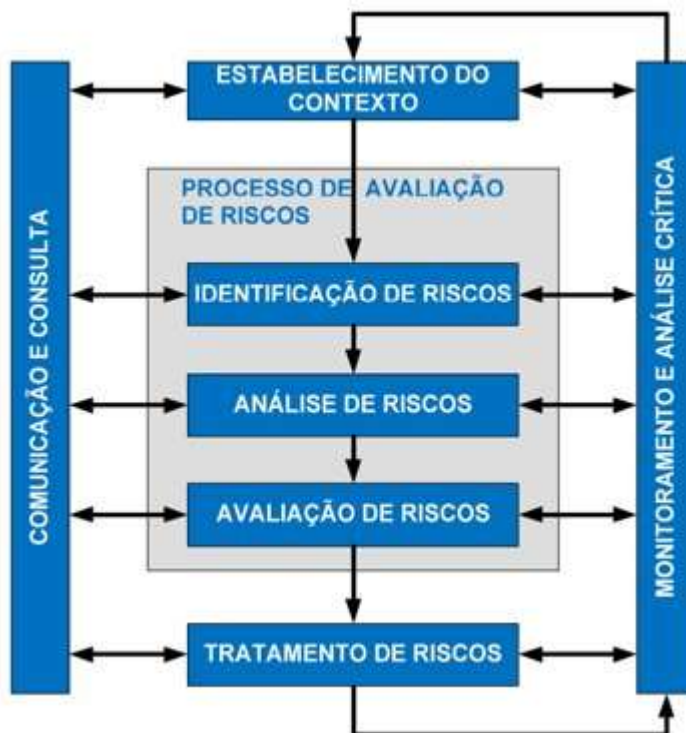 ESTABELECIMENTO DO
CONTEXTO
PROCESSO DE AVALIAÇÃO
DE RISCOS
IDENTIFICAÇÃO DE RISCOS
ANÁLISE DE RISCOS
AVALIAÇÃO DE RISCOS
TRATAMENTO DE RISCOS
COMUNICAÇÃO E CONSULTA
MONITORAMENTO E ANÁLISE CRÍTICA